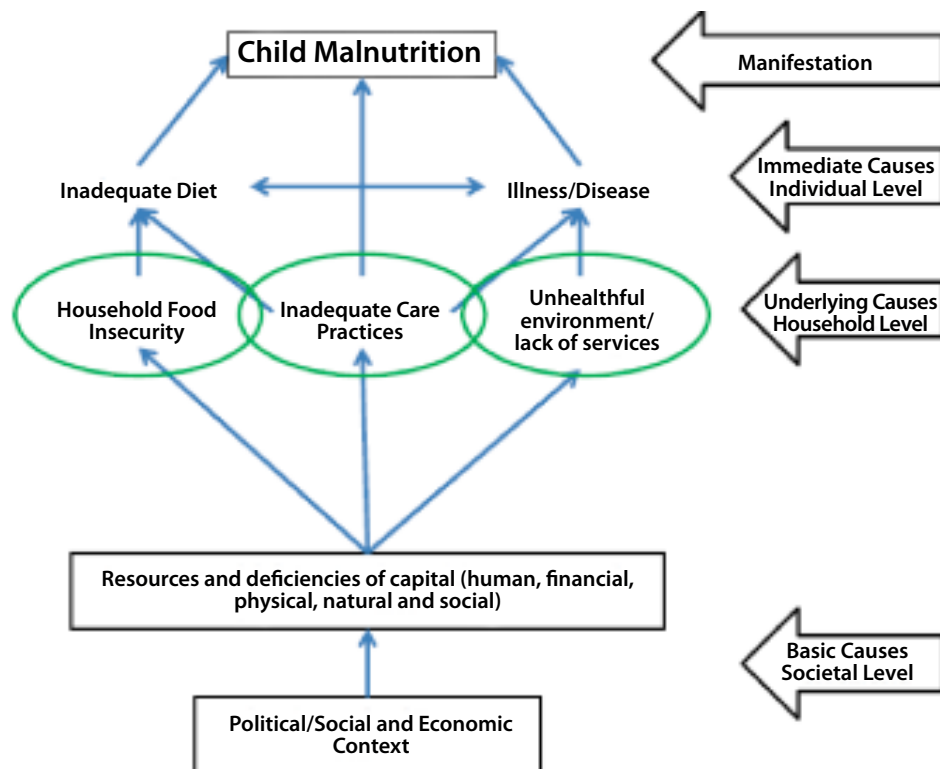 Child Malnutrition
Manifestation
Inadequate Diet
Illness/Disease
Immediate Causes
Individual Level
Household Food
Insecurity
Inadequate Care
Practices
Unhealthful
environment/
lack of services
Underlying Causes
Household Level
Resources and deficiencies of capital (human, financial,
physical, natural and social)
Basic Causes
Societal Level
Political/Social and Economic
Context